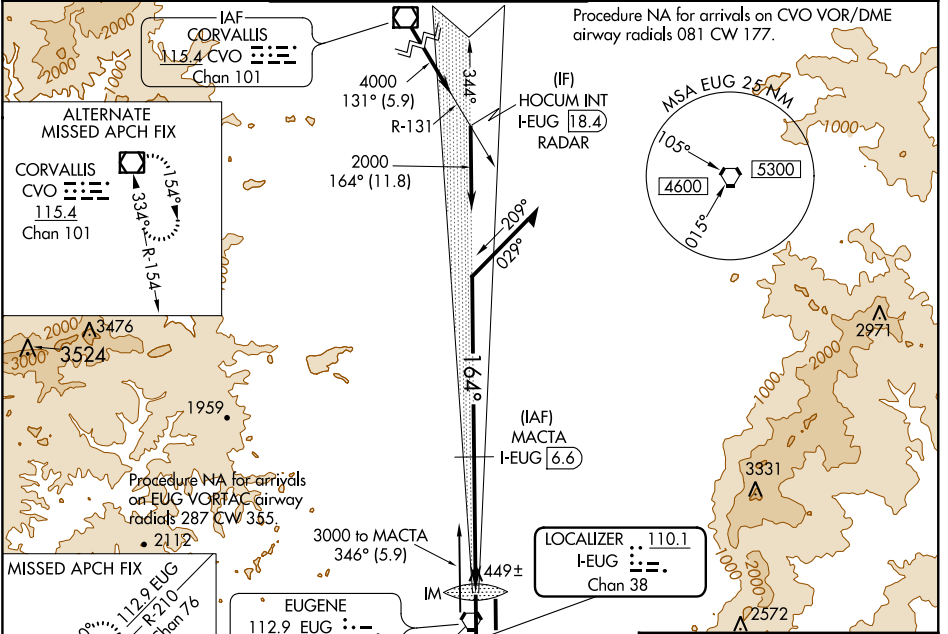 IAF
CORVALLIS
115.4 CVO
Chan 101
Procedure NA for arrivals on CVO VOR/DME
airway radials 081 CW 177.
2000
4000
131° (5.9)
R-131
344°
(IF)
HOCUM INT
I-EUG 18.4
RADAR
2000
164° (11.8)
MSA EUG 25 NM
105°
4600
5300
015°
1000
ALTERNATE
MISSED APCH FIX
CORVALLIS
CVO
115.4
Chan 101
154°
334°
R-154
209°
029°
2000
3476
3000
3524
2971
2000
1000
164°
1959
(IAF)
MACTA
I-EUG 6.6
3331
Procedure NA for arrivals
on EUG VORTAC airway
radials 287 CW 355.
2112
3000 to MACTA
346° (5.9)
LOCALIZER 110.1
I-EUG
Chan 38
449±
IM
1000
2000
2572
MISSED APCH FIX
112.9 EUG
R-210
Chan 76
EUGENE
112.9 EUG